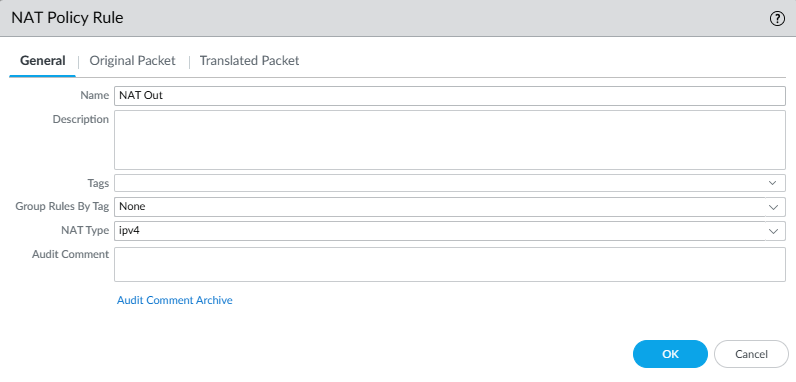 NAT Policy Rule
General
Original Packet
Translated Packet
Name
NAT Out
Description
Tags
Group Rules By Tag
None
NAT Type
ipv4
Audit Comment
Audit Comment Archive
OK
Cancel